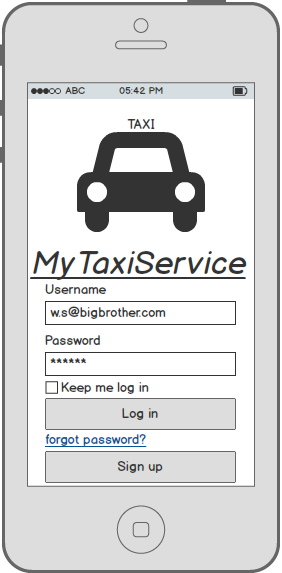 ABC 05:42 PM
TAXI
MyTaxiService
Username
w.s@bigbrother.com
Password
******
Keep me log in
Log in
forgot password?
Sign up